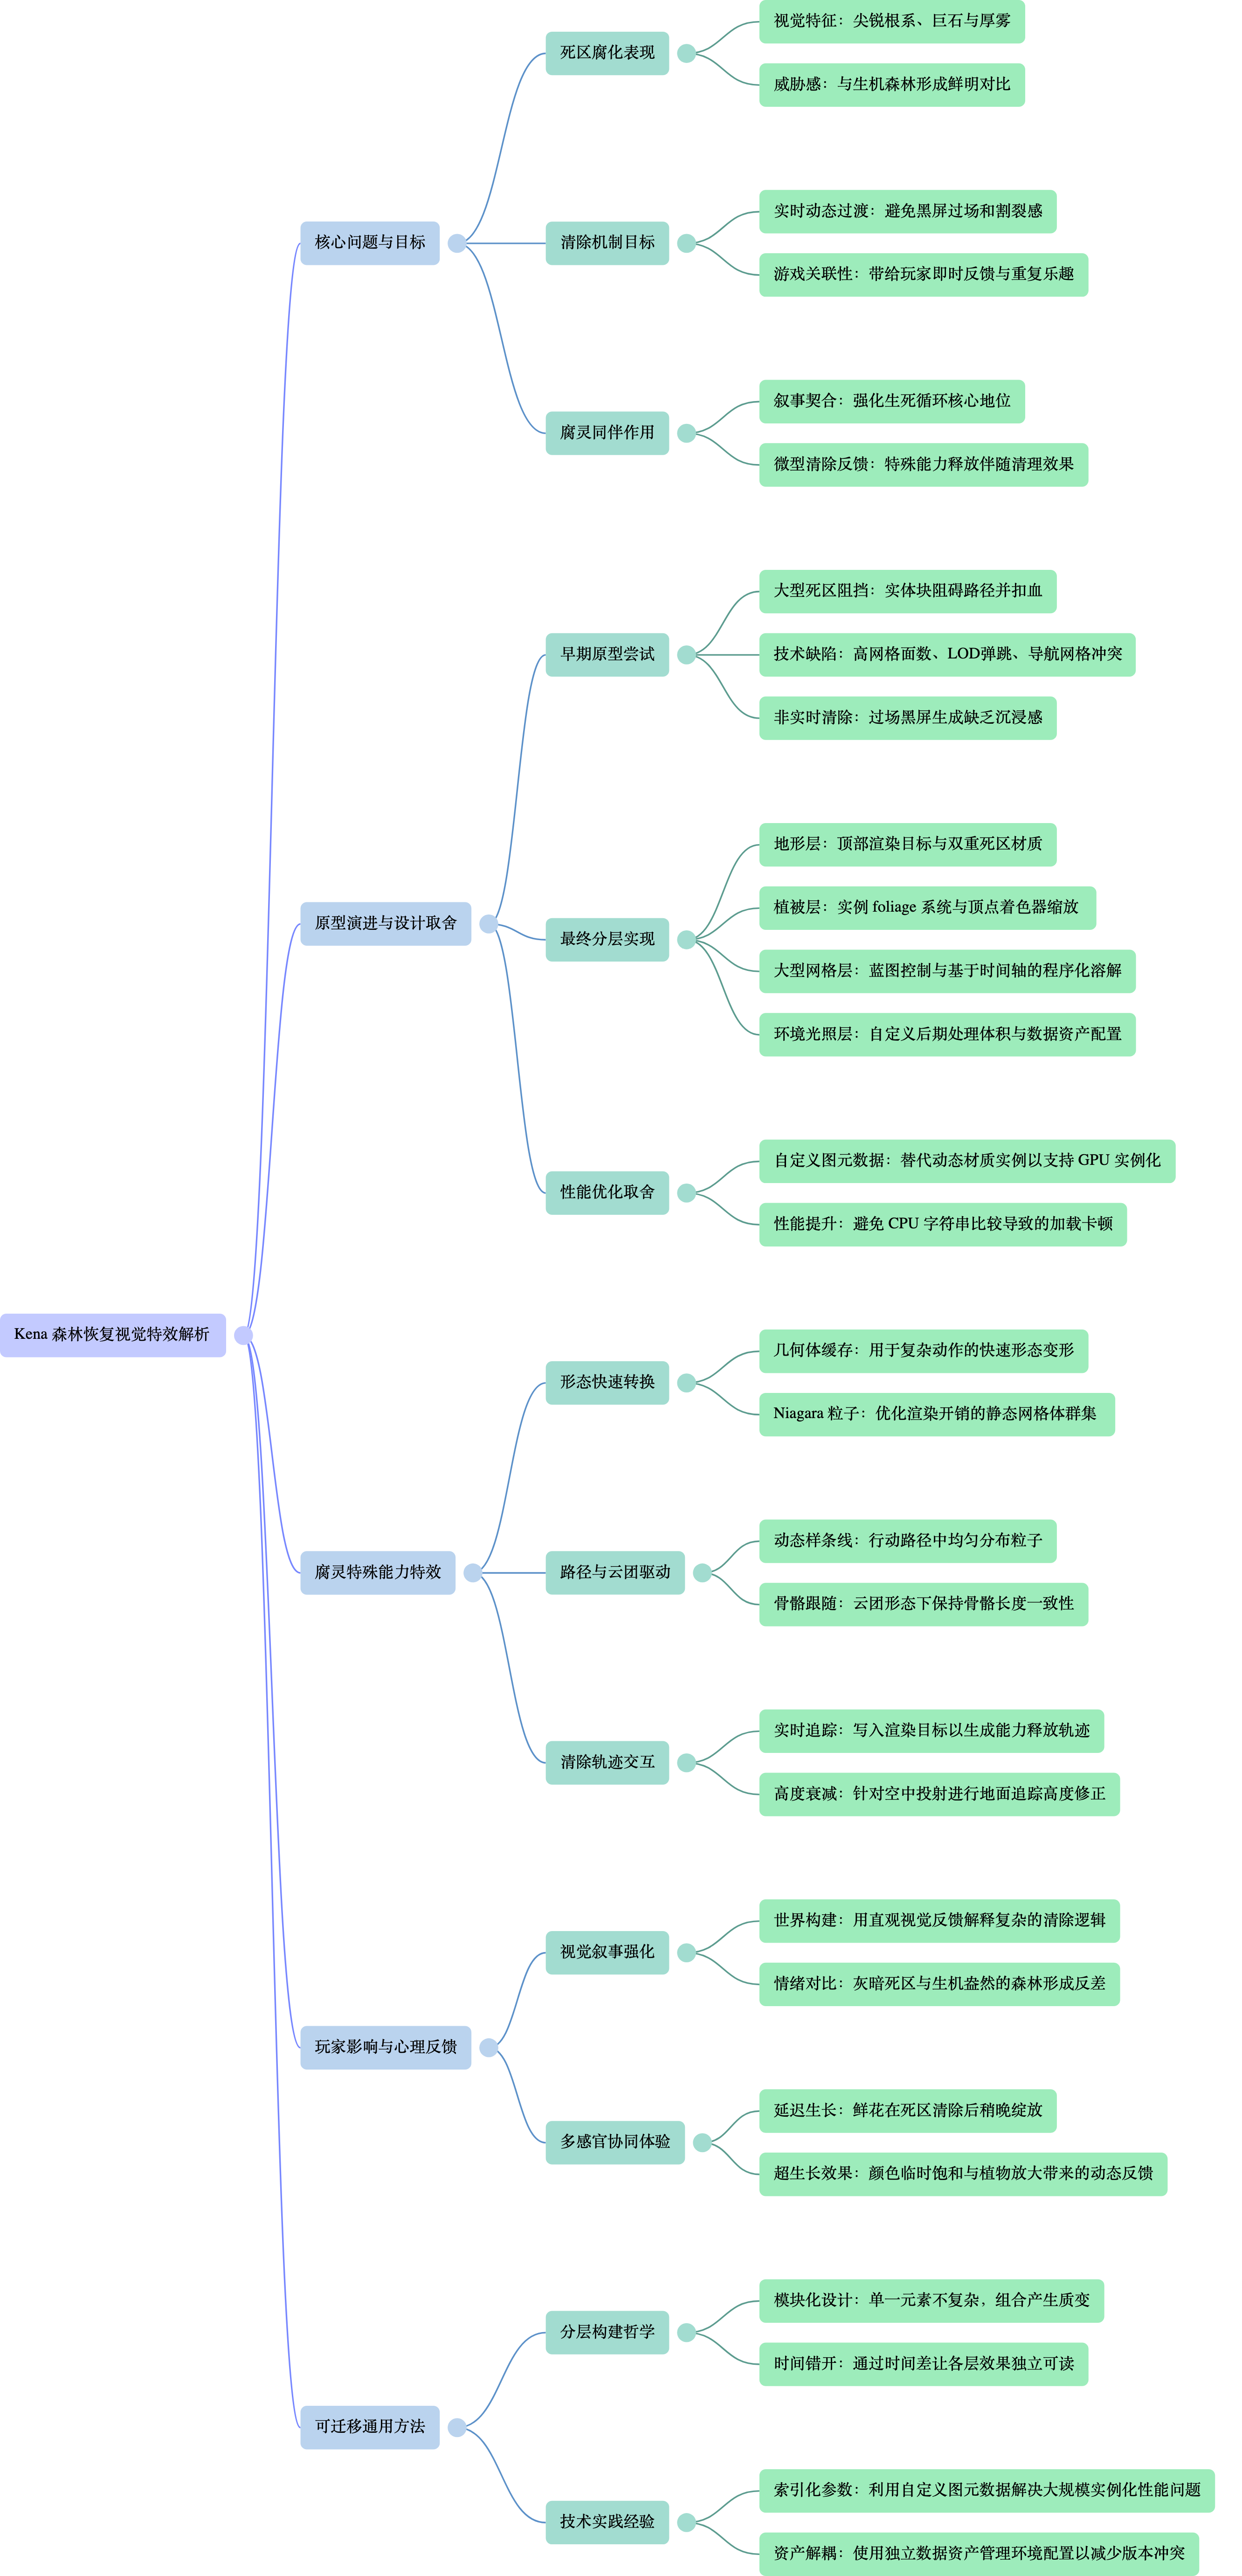 Kena 森林恢复视觉特效解析
核心问题与目标
死区腐化表现
视觉特征：尖锐根系、巨石与厚雾
威胁感：与生机森林形成鲜明对比
清除机制目标
实时动态过渡：避免黑屏过场和割裂感
游戏关联性：带给玩家即时反馈与重复乐趣
腐灵同伴作用
叙事契合：强化生死循环核心地位
微型清除反馈：特殊能力释放伴随清理效果
原型演进与设计取舍
早期原型尝试
大型死区阻挡：实体块阻碍路径并扣血
技术缺陷：高网格面数、LOD弹跳、导航网格冲突
非实时清除：过场黑屏生成缺乏沉浸感
最终分层实现
地形层：顶部渲染目标与双重死区材质
植被层：实例 foliage 系统与顶点着色器缩放
大型网格层：蓝图控制与基于时间轴的程序化溶解
环境光照层：自定义后期处理体积与数据资产配置
性能优化取舍
自定义图元数据：替代动态材质实例以支持 GPU 实例化
性能提升：避免 CPU 字符串比较导致的加载卡顿
腐灵特殊能力特效
形态快速转换
几何体缓存：用于复杂动作的快速形态变形
Niagara 粒子：优化渲染开销的静态网格体群集
路径与云团驱动
动态样条线：行动路径中均匀分布粒子
骨骼跟随：云团形态下保持骨骼长度一致性
清除轨迹交互
实时追踪：写入渲染目标以生成能力释放轨迹
高度衰减：针对空中投射进行地面追踪高度修正
玩家影响与心理反馈
视觉叙事强化
世界构建：用直观视觉反馈解释复杂的清除逻辑
情绪对比：灰暗死区与生机盎然的森林形成反差
多感官协同体验
延迟生长：鲜花在死区清除后稍晚绽放
超生长效果：颜色临时饱和与植物放大带来的动态反馈
可迁移通用方法
分层构建哲学
模块化设计：单一元素不复杂，组合产生质变
时间错开：通过时间差让各层效果独立可读
技术实践经验
索引化参数：利用自定义图元数据解决大规模实例化性能问题
资产解耦：使用独立数据资产管理环境配置以减少版本冲突